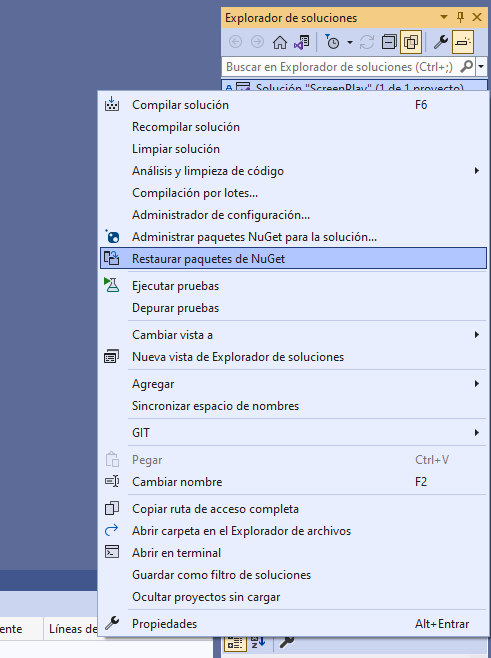 Explorador de soluciones
Buscar en Explorador de soluciones (Ctrl+;)
Solución "ScreenPlay" (1 de 1 proyecto)
Compilar solución F6
Recompilar solución
Limpiar solución
Análisis y limpieza de código
Compilación por lotes...
Administrador de configuración...
Administrar paquetes NuGet para la solución...
Restaurar paquetes de NuGet
Ejecutar pruebas
Depurar pruebas
Cambiar vista a
Nueva vista de Explorador de soluciones
Agregar
Sincronizar espacio de nombres
GIT
Pegar Ctrl+V
Cambiar nombre F2
Copiar ruta de acceso completa
Abrir carpeta en el Explorador de archivos
Abrir en terminal
Guardar como filtro de soluciones
Ocultar proyectos sin cargar
ente Líneas de
Propiedades Alt+Entrar